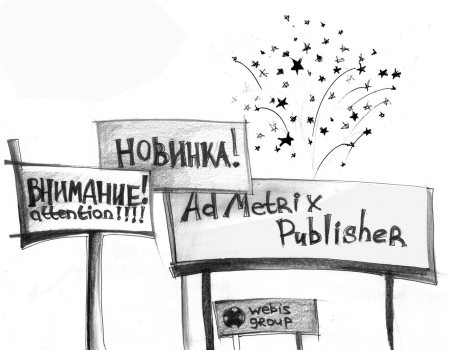 НОВИНКА!
ВНИМАНИЕ!
attention!!!!
Ad Metrix
Publisher
webis
group